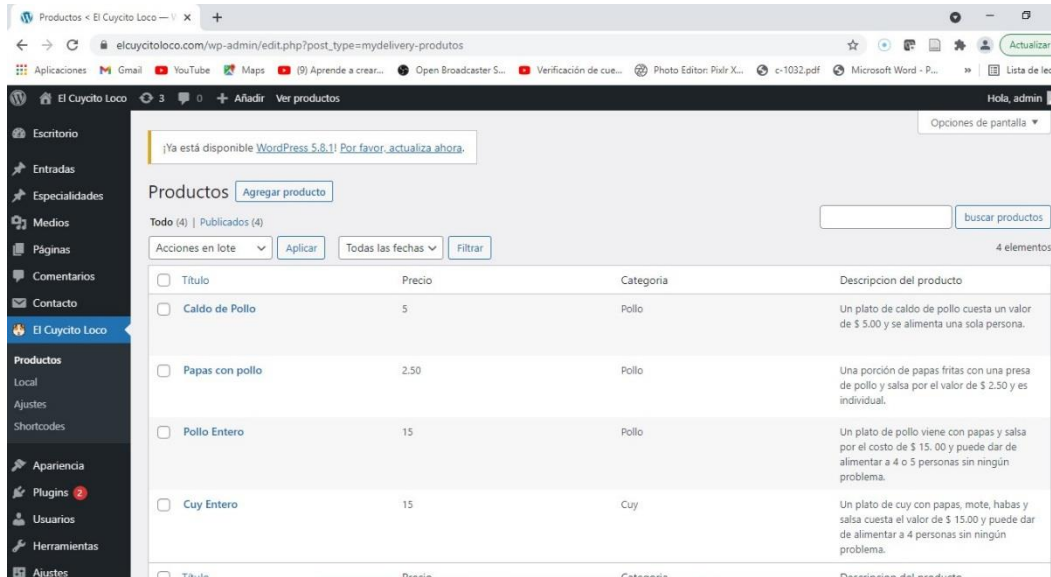 Productos < El Cuycito Loco — V
elcuycitoloco.com/wp-admin/edit.php?post_type=mydelivery-produtos
Actualizar
Aplicaciones Gmail YouTube Maps (9) Aprende a crear... Open Broadcaster S... Verificación de cue... Photo Editor: Pixlr X... c-1032.pdf Microsoft Word - P... » Lista de lec
El Cuycito Loco 3 0 + Añadir Ver productos Hola, admin
Opciones de pantalla
Escritorio
Entradas
Especialidades
Medios
Páginas
Comentarios
Contacto
El Cuycito Loco
Productos
Local
Ajustes
Shortcodes
Apariencia
Plugins 2
Usuarios
Herramientas
Ajustes
¡Ya está disponible WordPress 5.8.1! Por favor, actualiza ahora.
Productos Agregar producto
Todo (4) | Publicados (4)
buscar productos
Acciones en lote Aplicar Todas las fechas Filtrar 4 elementos
Título Precio Categoria Descripcion del producto
Caldo de Pollo 5 Pollo Un plato de caldo de pollo cuesta un valor
de $ 5.00 y se alimenta una sola persona.
Papas con pollo 2.50 Pollo Una porción de papas fritas con una presa
de pollo y salsa por el valor de $ 2.50 y es
individual.
Pollo Entero 15 Pollo Un plato de pollo viene con papas y salsa
por el costo de $ 15. 00 y puede dar de
alimentar a 4 o 5 personas sin ningún
problema.
Cuy Entero 15 Cuy Un plato de cuy con papas, mote, habas y
salsa cuesta el valor de $ 15.00 y puede dar
de alimentar a 4 personas sin ningún
problema.
Título Precio Categoria Descripcion del producto